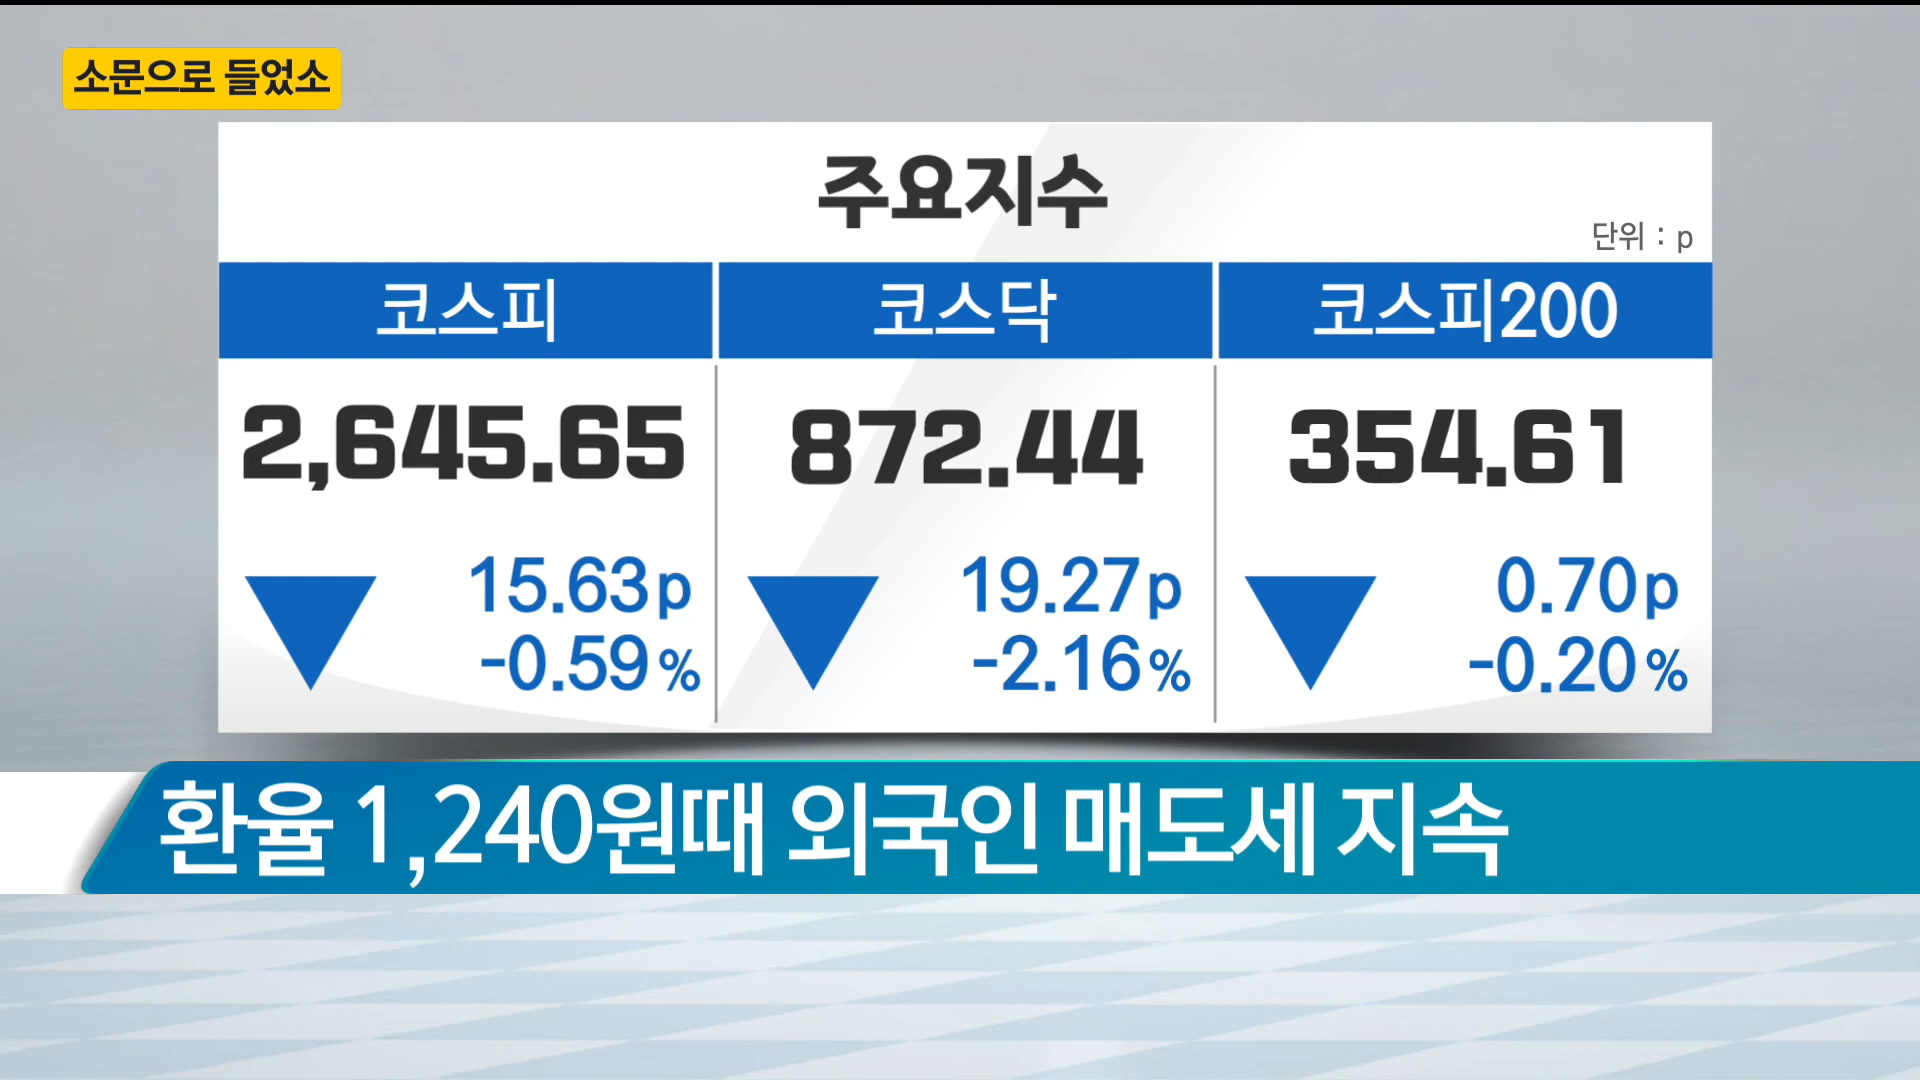 소문으로 들었소
주요지수
단위 : p
코스피 코스닥 코스피200
2,645.65 872.44 354.61
▼ 15.63p ▼ 19.27p ▼ 0.70p
-0.59% -2.16% -0.20%
환율 1,240원때 외국인 매도세 지속